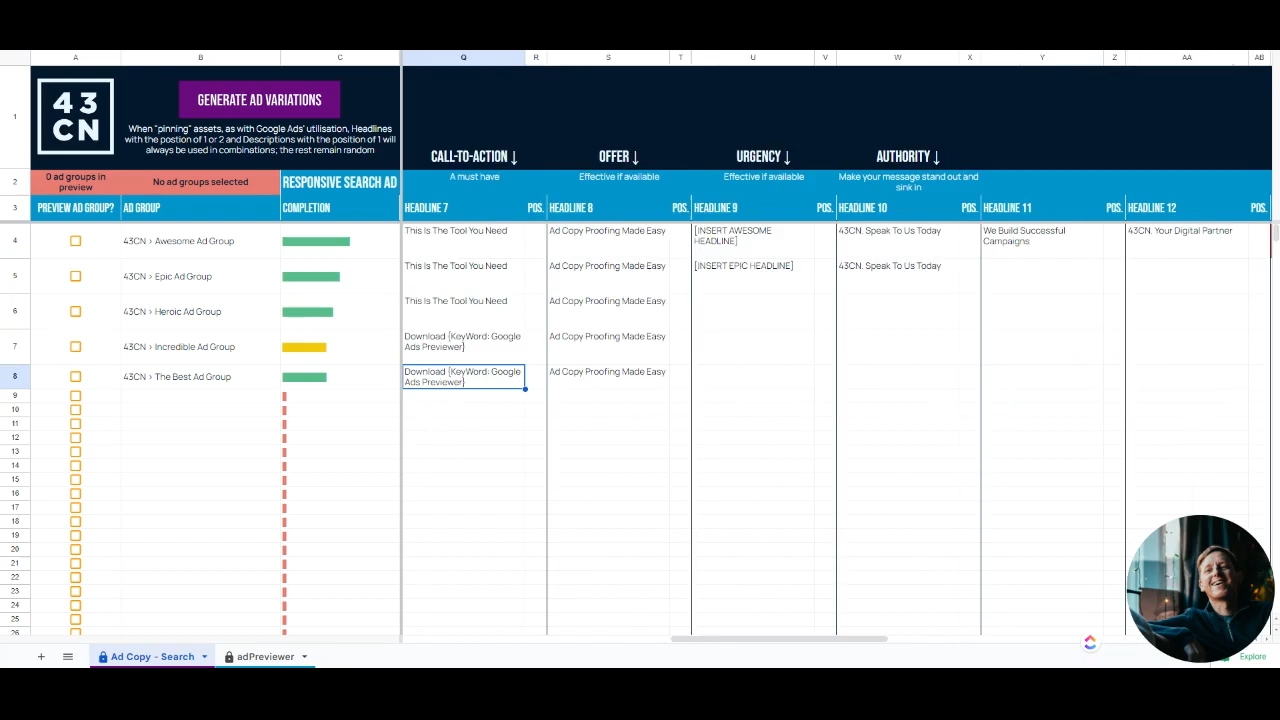 A B C Q R S T U V W X Y Z AA AB
1
43
CN
GENERATE AD VARIATIONS
When "pinning" assets, as with Google Ads' utilisation, Headlines
with the postion of 1 or 2 and Descriptions with the position of 1 will
always be used in combinations; the rest remain random
CALL-TO-ACTION ↓ OFFER ↓ URGENCY ↓ AUTHORITY ↓
2
0 ad groups in
preview
No ad groups selected
RESPONSIVE SEARCH AD
A must have
Effective if available
Effective if available
Make your message stand out and
sink in
3 PREVIEW AD GROUP? AD GROUP COMPLETION HEADLINE 7 POS. HEADLINE 8 POS. HEADLINE 9 POS. HEADLINE 10 POS. HEADLINE 11 POS. HEADLINE 12 POS.
4 43CN > Awesome Ad Group
This Is The Tool You Need
Ad Copy Proofing Made Easy
[INSERT AWESOME
HEADLINE]
43CN. Speak To Us Today
We Build Successful
Campaigns
43CN. Your Digital Partner
5 43CN > Epic Ad Group
This Is The Tool You Need
Ad Copy Proofing Made Easy
[INSERT EPIC HEADLINE]
43CN. Speak To Us Today
6 43CN > Heroic Ad Group
This Is The Tool You Need
Ad Copy Proofing Made Easy
7 43CN > Incredible Ad Group
Download {KeyWord: Google
Ads Previewer}
Ad Copy Proofing Made Easy
8 43CN > The Best Ad Group
Download {KeyWord: Google
Ads Previewer}
Ad Copy Proofing Made Easy
9
10
11
12
13
14
15
16
17
18
19
20
21
22
23
24
25
26
+ Ad Copy - Search adPreviewer Explore